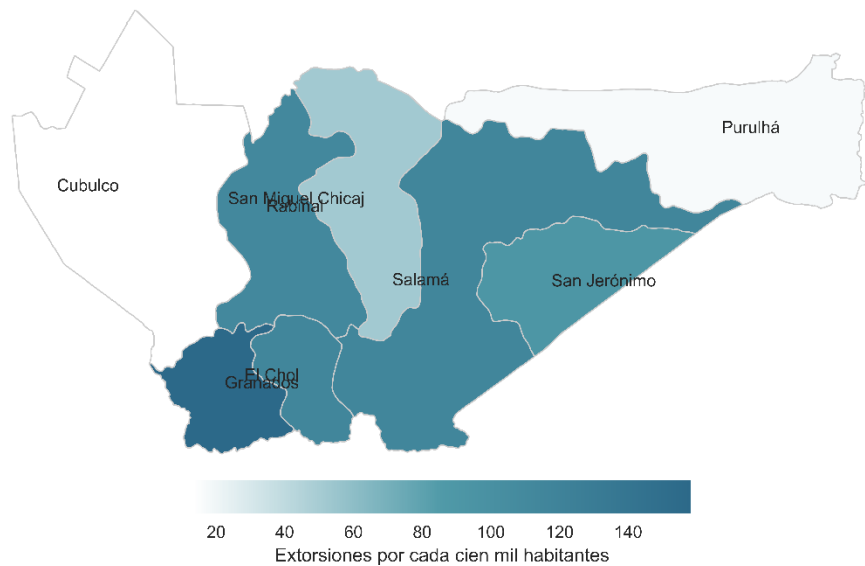 Purulhá
Cubulco
San Miguel Chicaj
Rabinal
Salamá
San Jerónimo
El Chol
Granados
20 40 60 80 100 120 140
Extorsiones por cada cien mil habitantes